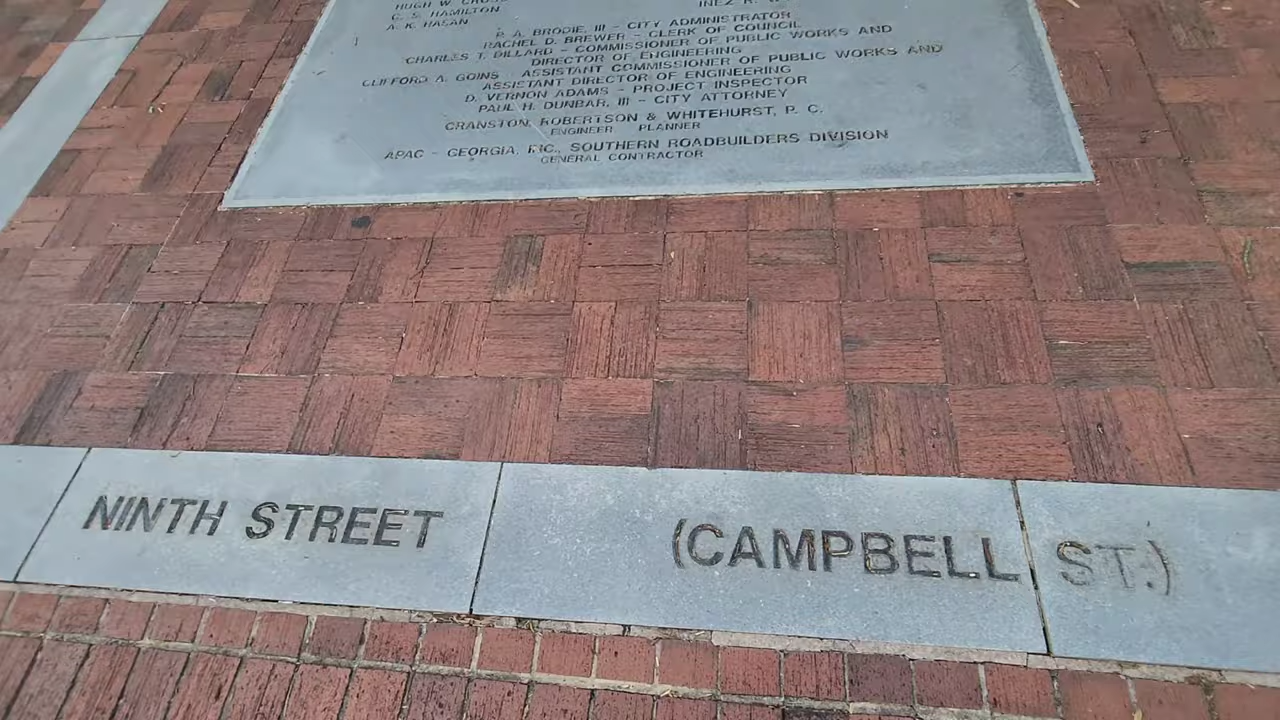 HUGH W. CROSS
INEZ R. W
C. S. HAMILTON
A. K. HASAN
P. A. BRODIE, III – CITY ADMINISTRATOR
RACHEL D. BREWER – CLERK OF COUNCIL
CHARLES T. DILLARD – COMMISSIONER OF PUBLIC WORKS AND
DIRECTOR OF ENGINEERING
CLIFFORD A. GOINS – ASSISTANT COMMISSIONER OF PUBLIC WORKS AND
ASSISTANT DIRECTOR OF ENGINEERING
D. VERNON ADAMS – PROJECT INSPECTOR
PAUL H. DUNBAR, III – CITY ATTORNEY
CRANSTON, ROBERTSON & WHITEHURST, P. C.
ENGINEER PLANNER
APAC – GEORGIA, INC., SOUTHERN ROADBUILDERS DIVISION
GENERAL CONTRACTOR
NINTH STREET (CAMPBELL ST.)